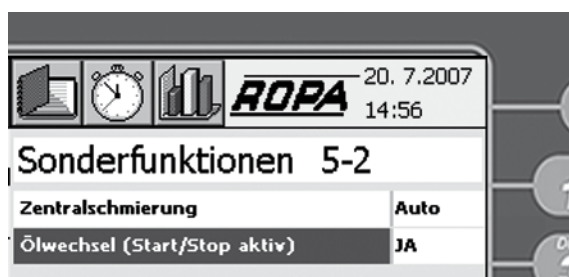 ROPA
20. 7.2007
14:56
Sonderfunktionen 5-2
Zentralschmierung Auto
Ölwechsel (Start/Stop aktiv) JA